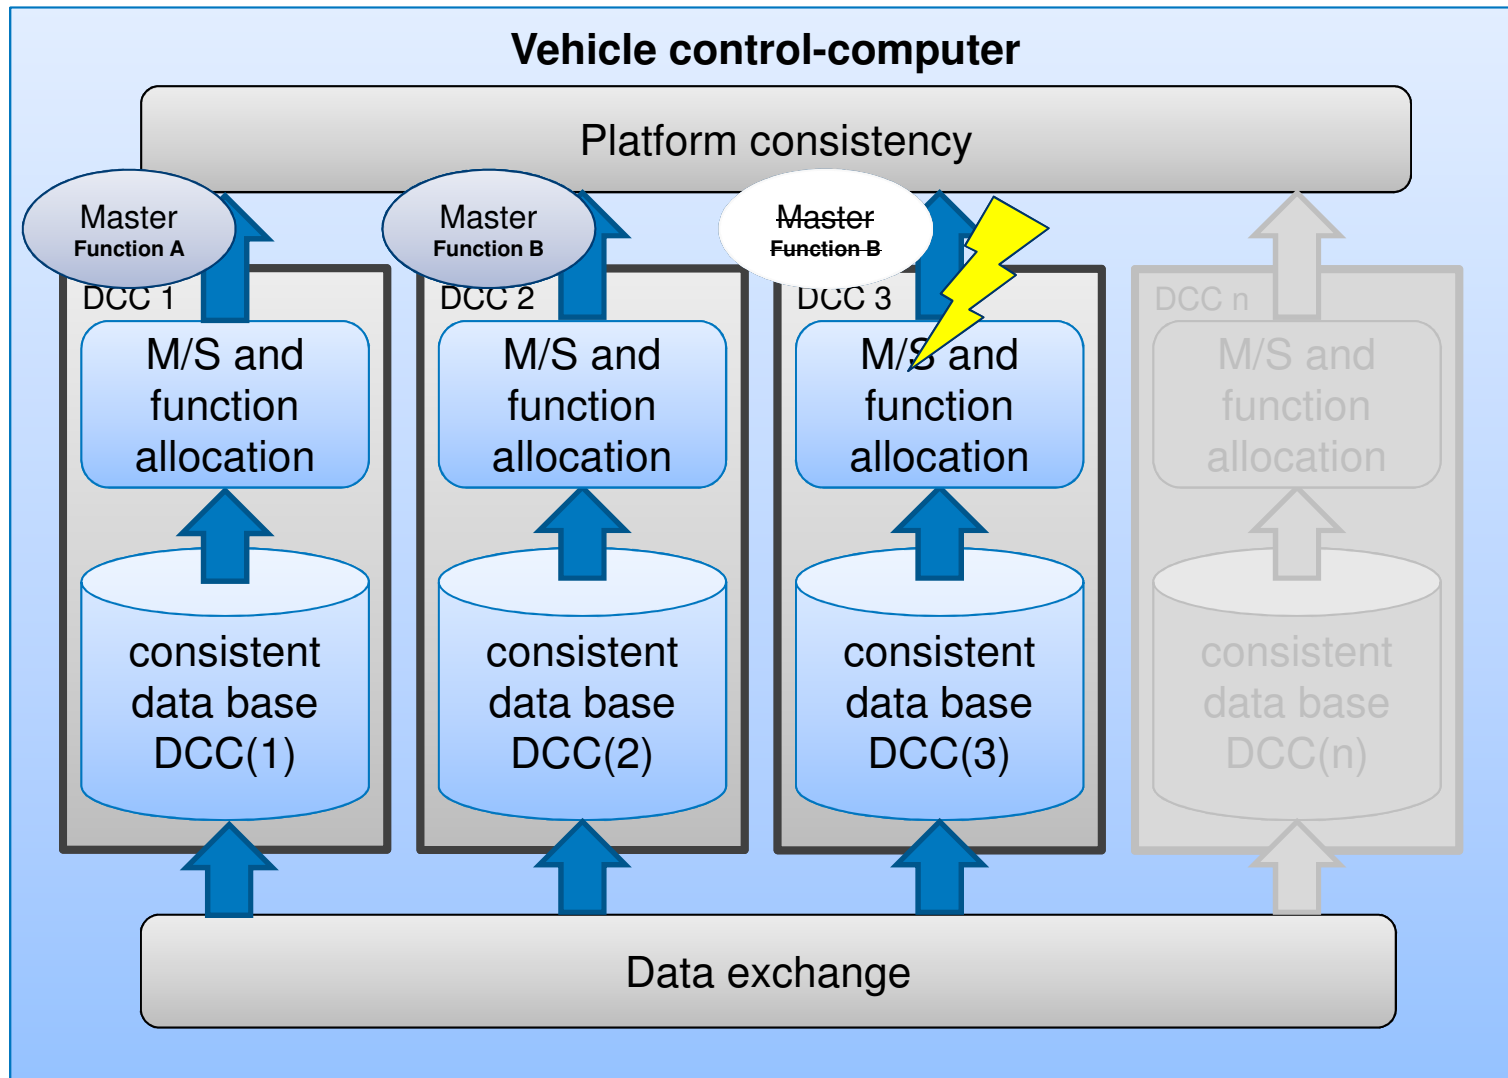 Vehicle control-computer
Platform consistency
Master
Function A
Master
Function B
Master
Function B
DCC 1
DCC 2
DCC 3
DCC n
M/S and
function
allocation
M/S and
function
allocation
M/S and
function
allocation
M/S and
function
allocation
consistent
data base
DCC(1)
consistent
data base
DCC(2)
consistent
data base
DCC(3)
consistent
data base
DCC(n)
Data exchange